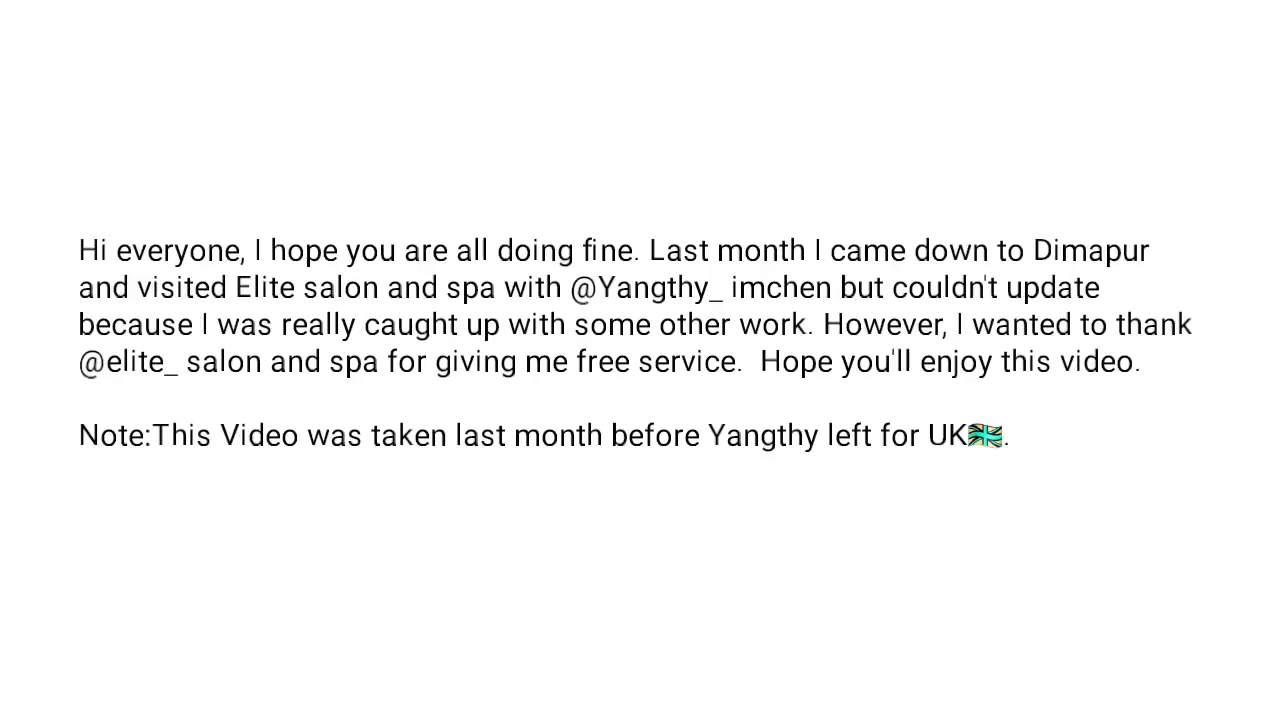 Hi everyone, I hope you are all doing fine. Last month I came down to Dimapur
and visited Elite salon and spa with @Yangthy_ imchen but couldn't update
because I was really caught up with some other work. However, I wanted to thank
@elite_ salon and spa for giving me free service.  Hope you'll enjoy this video.
Note:This Video was taken last month before Yangthy left for UK🇬🇧.